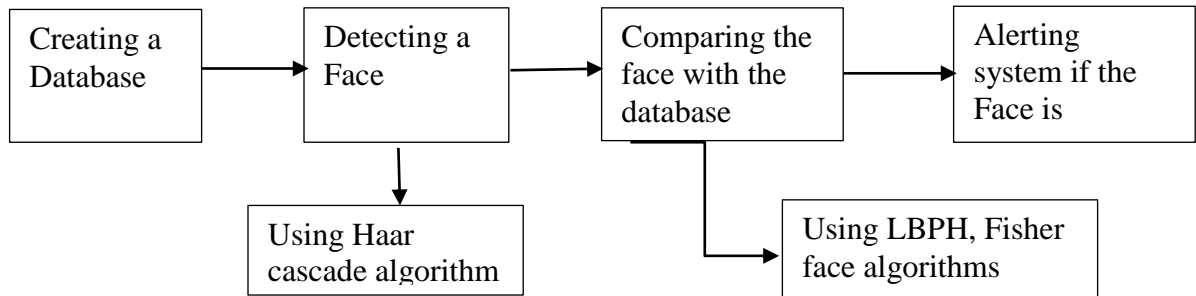 Creating a
Database
Detecting a
Face
Comparing the
face with the
database
Alerting
system if the
Face is
Using Haar
cascade algorithm
Using LBPH, Fisher
face algorithms